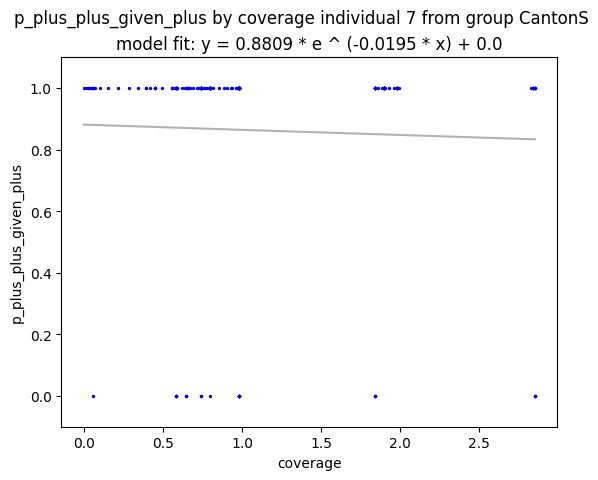 p_plus_plus_given_plus by coverage individual 7 from group CantonS
model fit: y = 0.8809 * e ^ (-0.0195 * x) + 0.0
1.0
0.8
0.6
0.4
0.2
0.0
p_plus_plus_given_plus
0.0 0.5 1.0 1.5 2.0 2.5
coverage